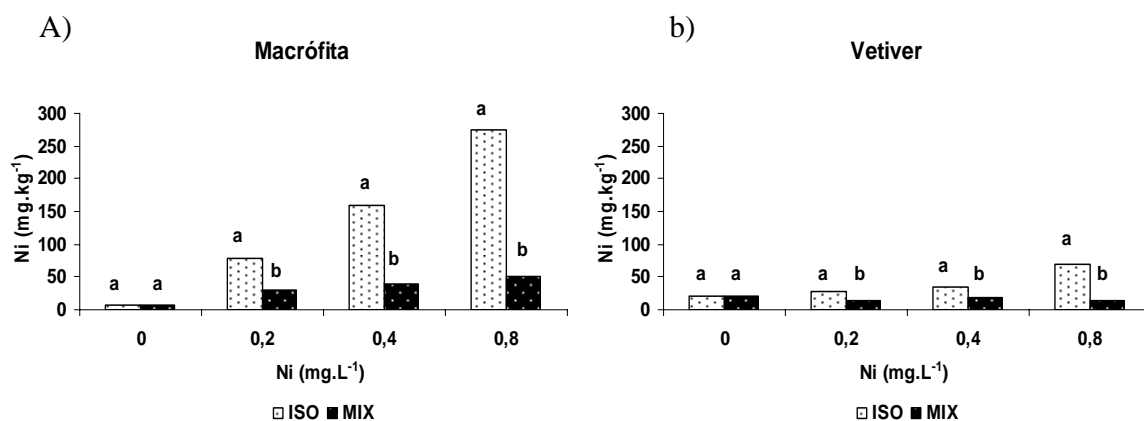 A)
Macrófita
300
250
200
150
100
50
0
Ni (mg.kg⁻¹)
a a a b a b a b
0 0,2 0,4 0,8
Ni (mg.L⁻¹)
ISO MIX
b)
Vetiver
300
250
200
150
100
50
0
Ni (mg.kg⁻¹)
a a a b a b a b
0 0,2 0,4 0,8
Ni (mg.L⁻¹)
ISO MIX